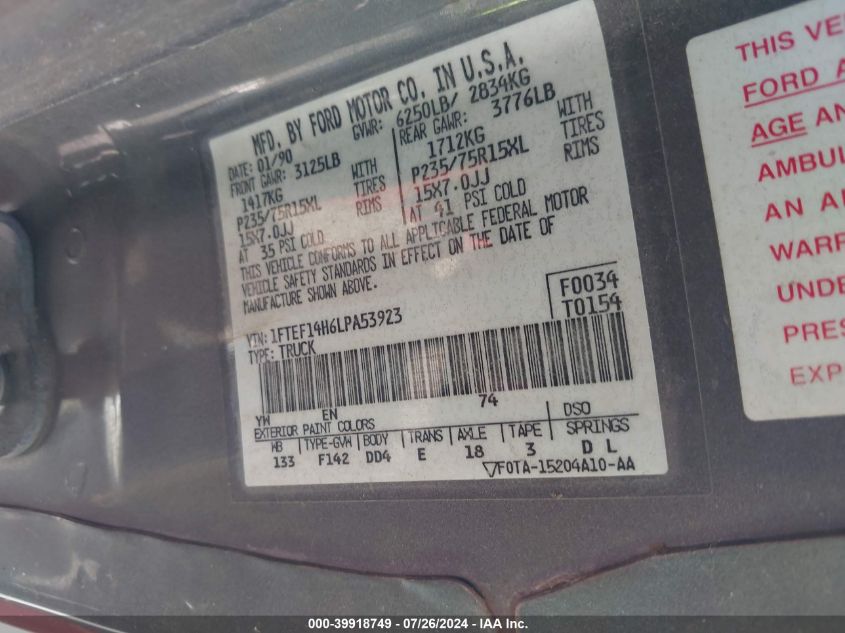 MFD. BY FORD MOTOR CO. IN U.S.A.
DATE: 01/90 GVWR: 6250LB/ 2834KG
FRONT GAWR: 3125LB REAR GAWR: 3776LB
1417KG WITH 1712KG WITH
P235/75R15XL TIRES P235/75R15XL TIRES
15X7.0JJ RIMS 15X7.0JJ RIMS
AT 35 PSI COLD AT 41 PSI COLD
THIS VEHICLE CONFORMS TO ALL APPLICABLE FEDERAL MOTOR
VEHICLE SAFETY STANDARDS IN EFFECT ON THE DATE OF
MANUFACTURE SHOWN ABOVE.
F0034
T0154
VIN: 1FTEF14H6LPA53923
TYPE: TRUCK
YW EN 74
EXTERIOR PAINT COLORS DSO
WB TYPE-GVW BODY TRANS AXLE TAPE SPRINGS
133 F142 DD4 E 18 3 D L
F0TA-15204A10-AA
THIS VE
FORD A
AGE AN
AMBUL
AN AM
WARR
UNDE
PRESS
EXP
000-39918749 - 07/26/2024 - IAA Inc.